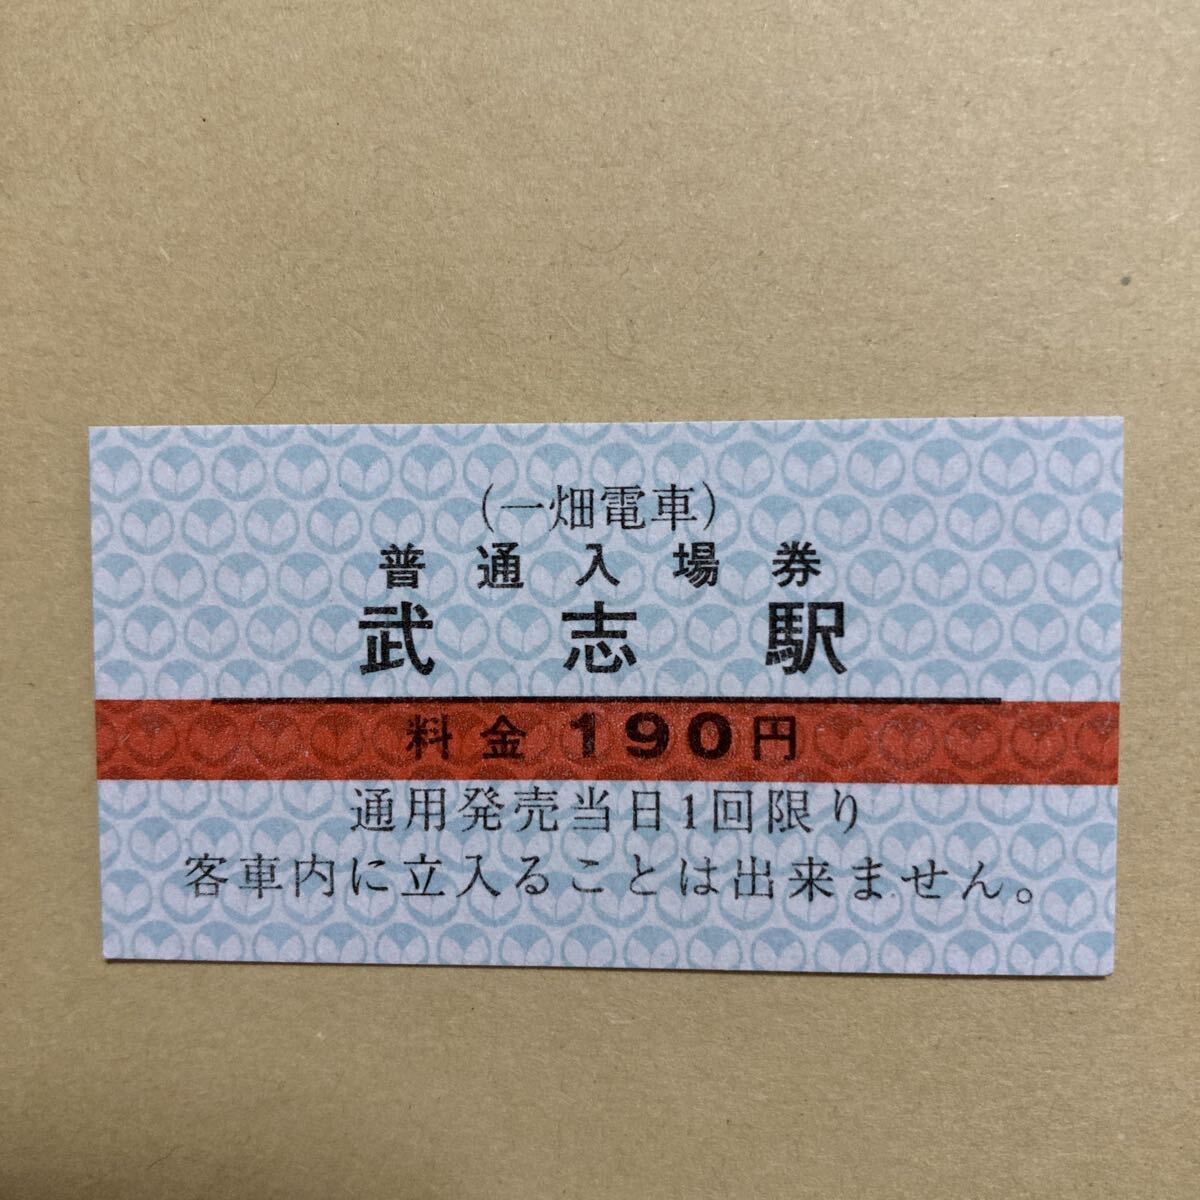 (一畑電車)
普通入場券
武志駅
料金 190円
通用発売当日1回限り
客車内に立入ることは出来ません。